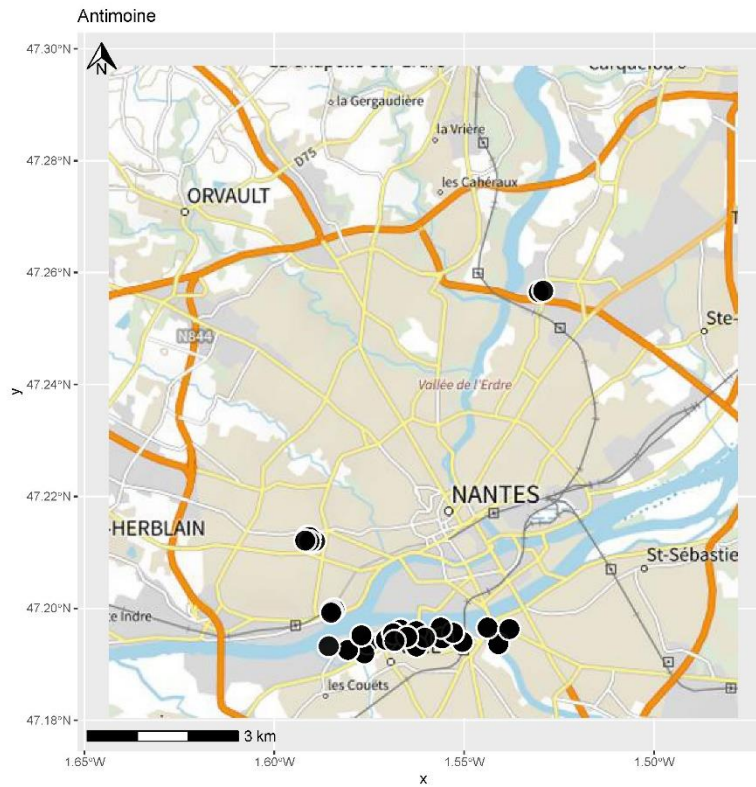 Antimoine
47.30°N
N
Carquefou
la Gergaudière
la Vrière
D75
47.28°N
les Cahéraux
ORVAULT
47.26°N
Ste-
N844
47.24°N
Vallée de l'Erdre
y
NANTES
47.22°N
-HERBLAIN
St-Sébastie
47.20°N
te Indre
les Couëts
47.18°N
3 km
1.65°W
1.60°W
1.55°W
1.50°W
x